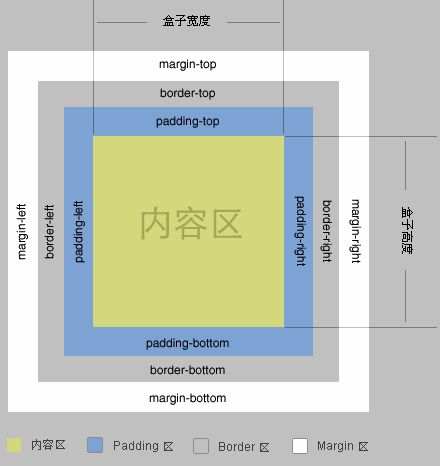 盒子宽度
margin-top
border-top
padding-top
margin-left
border-left
padding-left
内容区
padding-right
border-right
margin-right
盒子高度
padding-bottom
border-bottom
margin-bottom
内容区 Padding 区 Border 区 Margin 区